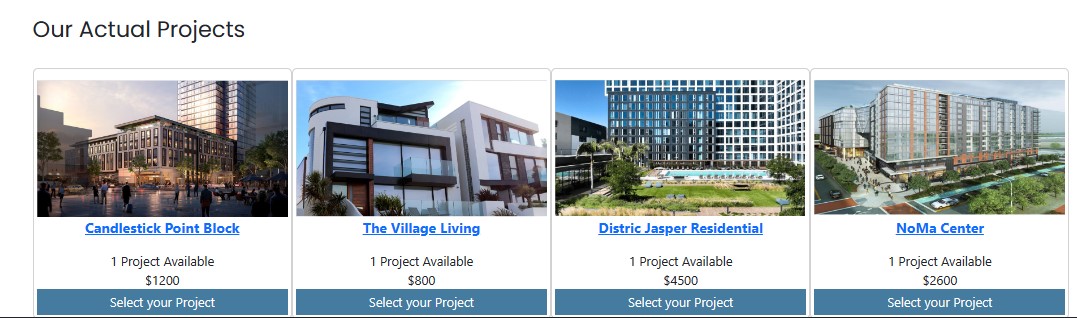 Our Actual Projects
Candlestick Point Block
1 Project Available
$1200
Select your Project
The Village Living
1 Project Available
$800
Select your Project
Distric Jasper Residential
1 Project Available
$4500
Select your Project
NoMa Center
1 Project Available
$2600
Select your Project